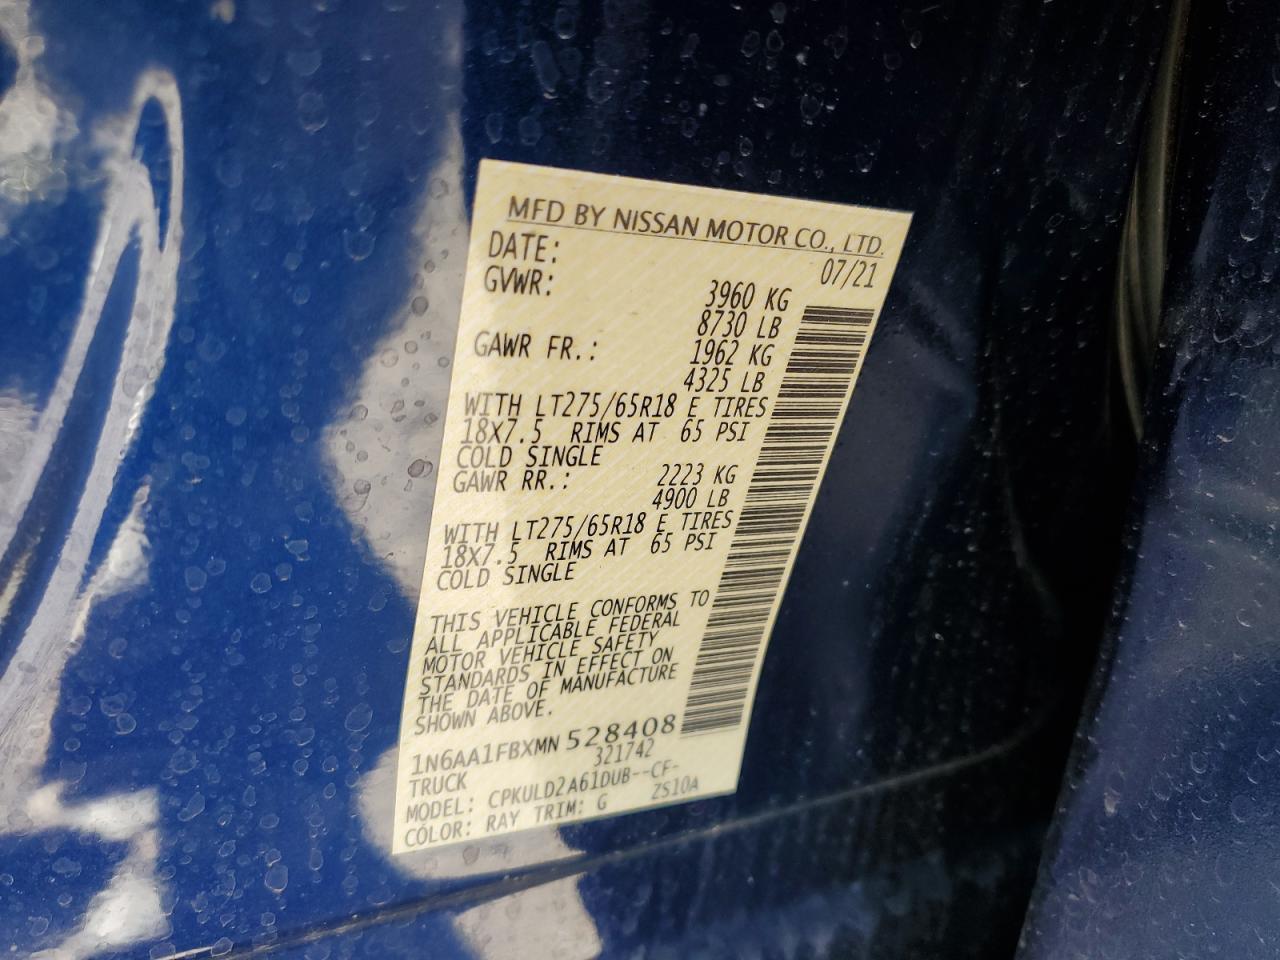 MFD BY NISSAN MOTOR CO., LTD.
DATE: 07/21
GVWR: 3960 KG
8730 LB
GAWR FR.: 1962 KG
4325 LB
WITH LT275/65R18 E TIRES
18X7.5 RIMS AT 65 PSI
COLD SINGLE
GAWR RR.: 2223 KG
4900 LB
WITH LT275/65R18 E TIRES
18X7.5 RIMS AT 65 PSI
COLD SINGLE
THIS VEHICLE CONFORMS TO
ALL APPLICABLE FEDERAL
MOTOR VEHICLE SAFETY
STANDARDS IN EFFECT ON
THE DATE OF MANUFACTURE
SHOWN ABOVE.
1N6AA1FBXMN 528408
TRUCK 321742
MODEL: CPKULD2A61DUB--CF-
COLOR: RAY TRIM: G ZS10A